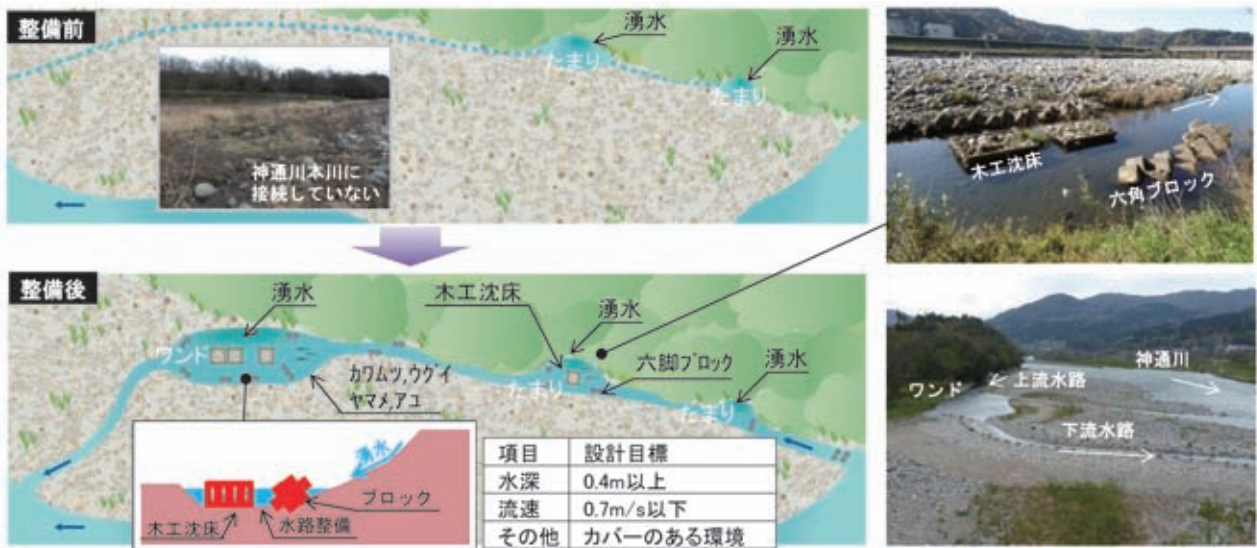 整備前
湧水
湧水
たまり
たまり
神通川本川に
接続していない
木工沈床
六角ブロック
整備後
湧水
木工沈床
湧水
湧水
ワンド
カワムツ,ウグイ
ヤマメ,アユ
六脚ブロック
たまり
たまり
湧水
ブロック
木工沈床
水路整備
項目 設計目標
水深 0.4m以上
流速 0.7m/s以下
その他 カバーのある環境
神通川
上流水路
ワンド
下流水路